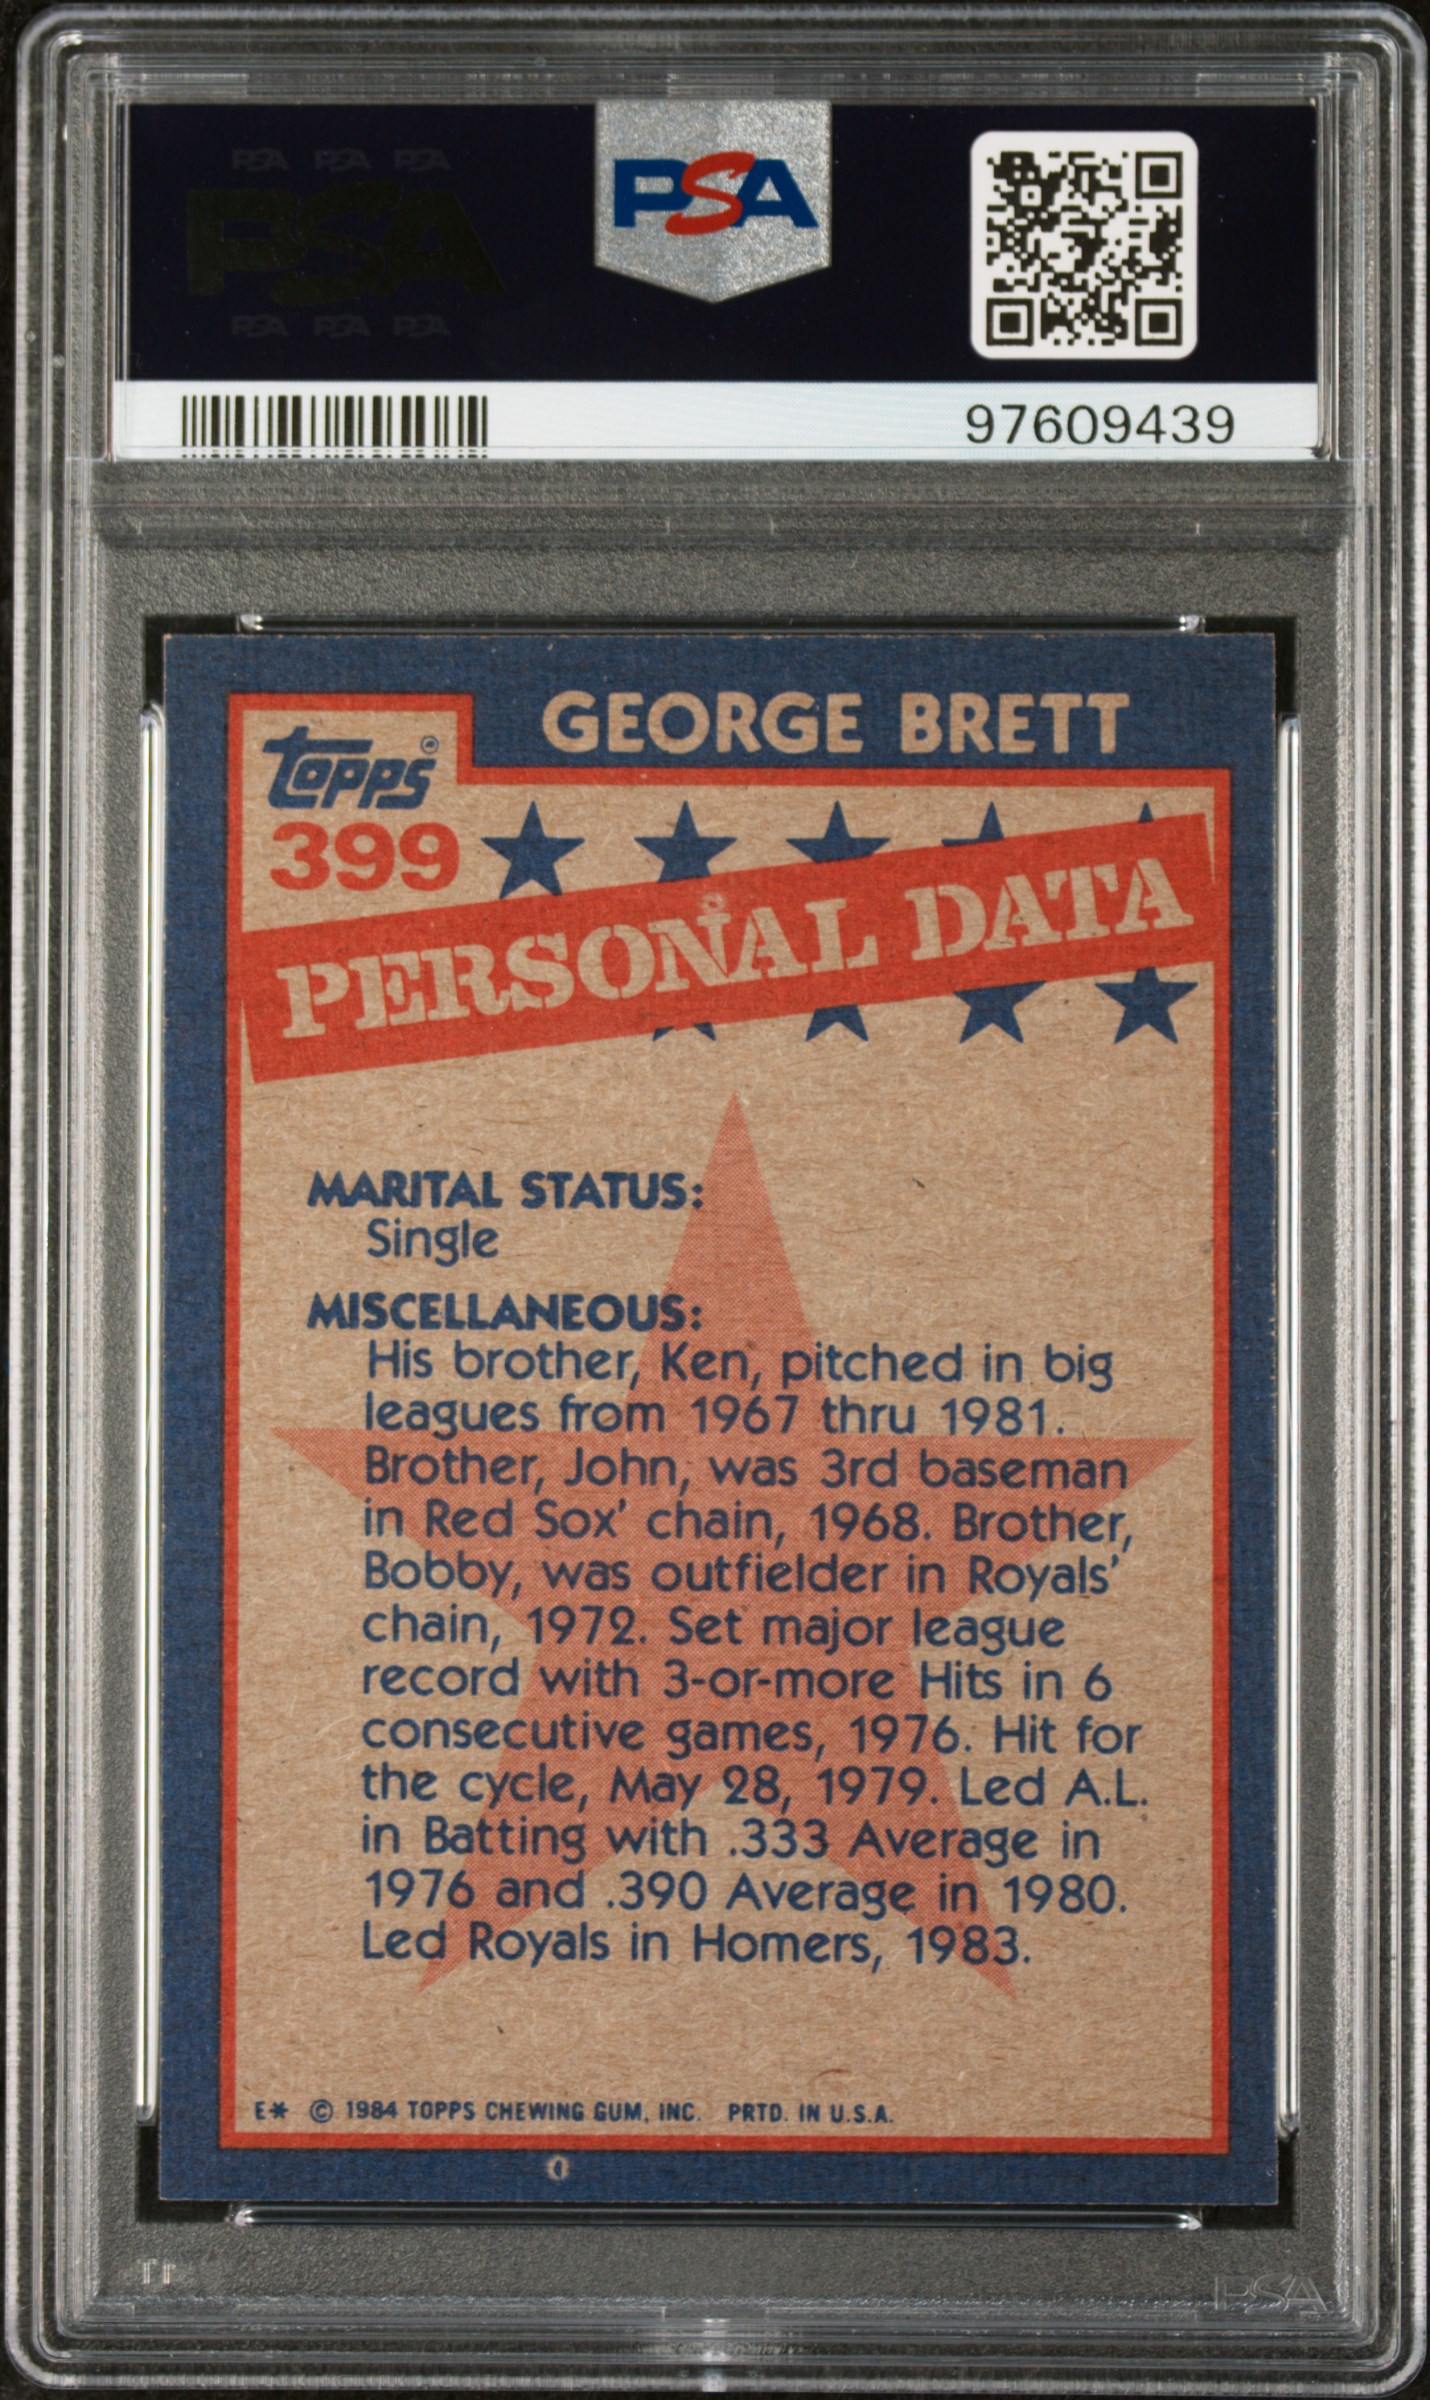 PSA PSA PSA
PSA
PSA PSA PSA
PSA
97609439
GEORGE BRETT
Topps®
399
PERSONAL DATA
MARITAL STATUS:
Single
MISCELLANEOUS:
His brother, Ken, pitched in big
leagues from 1967 thru 1981.
Brother, John, was 3rd baseman
in Red Sox' chain, 1968. Brother,
Bobby, was outfielder in Royals'
chain, 1972. Set major league
record with 3-or-more Hits in 6
consecutive games, 1976. Hit for
the cycle, May 28, 1979. Led A.L.
in Batting with .333 Average in
1976 and .390 Average in 1980.
Led Royals in Homers, 1983.
E* © 1984 TOPPS CHEWING GUM, INC. PRTD. IN U.S.A.
PSA